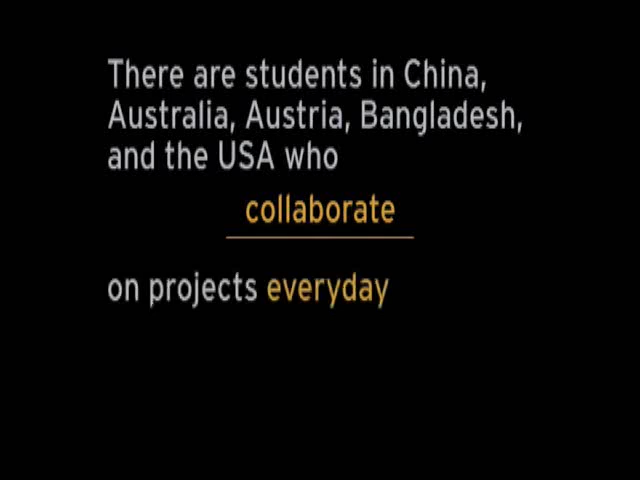 There are students in China,
Australia, Austria, Bangladesh,
and the USA who
collaborate
on projects everyday